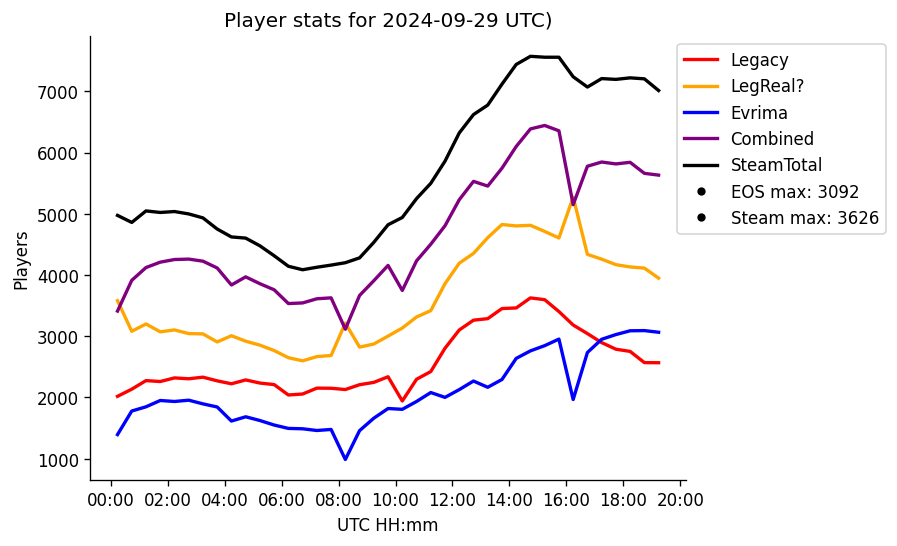 Player stats for 2024-09-29 UTC)
Legacy
LegReal?
Evrima
Combined
SteamTotal
EOS max: 3092
Steam max: 3626
Players
7000
6000
5000
4000
3000
2000
1000
00:00 02:00 04:00 06:00 08:00 10:00 12:00 14:00 16:00 18:00 20:00
UTC HH:mm